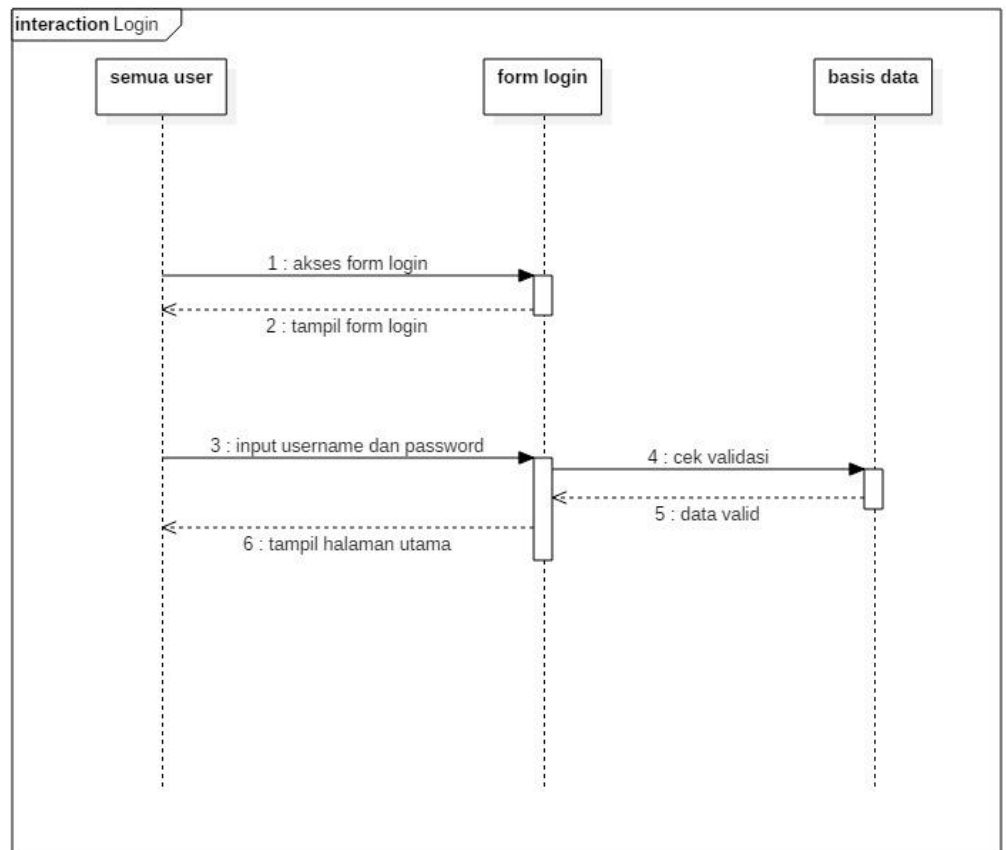 interaction Login
semua user
form login
basis data
1 : akses form login
2 : tampil form login
3 : input username dan password
4 : cek validasi
5 : data valid
6 : tampil halaman utama